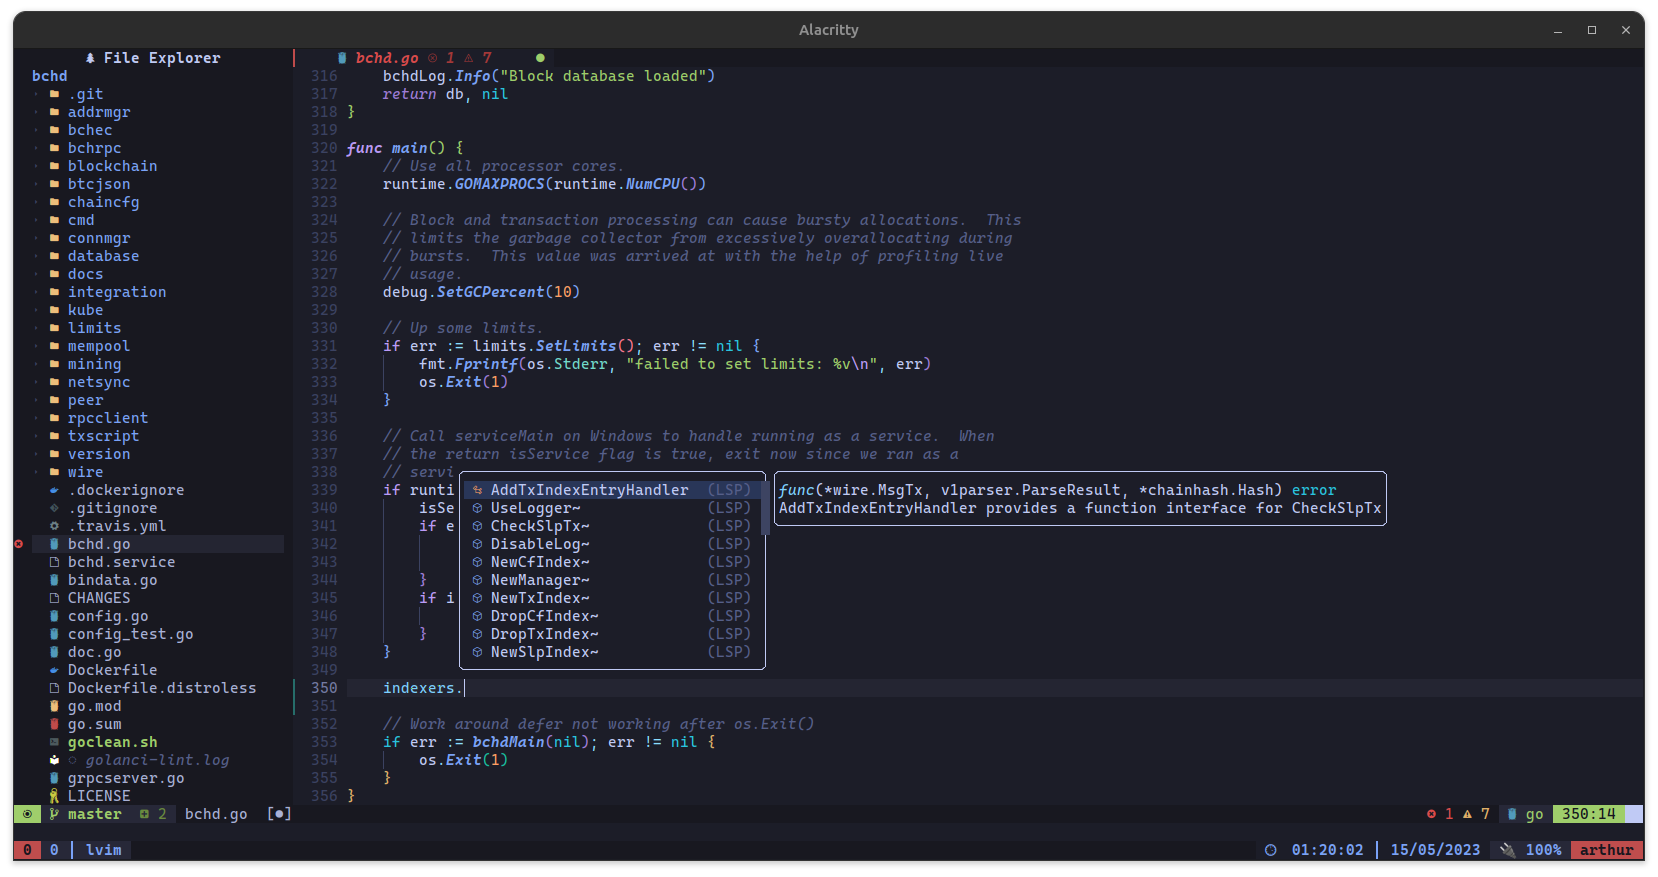 Alacritty
File Explorer
bchd
.git
addrmgr
bchec
bchrpc
blockchain
btcjson
chaincfg
cmd
connmgr
database
docs
integration
kube
limits
mempool
mining
netsync
peer
rpcclient
txscript
version
wire
.dockerignore
.gitignore
.travis.yml
bchd.go
bchd.service
bindata.go
CHANGES
config.go
config_test.go
doc.go
Dockerfile
Dockerfile.distroless
go.mod
go.sum
goclean.sh
golanci-lint.log
grpcserver.go
LICENSE
bchd.go 1 7
316     bchdLog.Info("Block database loaded")
317     return db, nil
318 }
319
320 func main() {
321     // Use all processor cores.
322     runtime.GOMAXPROCS(runtime.NumCPU())
323
324     // Block and transaction processing can cause bursty allocations.  This
325     // limits the garbage collector from excessively overallocating during
326     // bursts.  This value was arrived at with the help of profiling live
327     // usage.
328     debug.SetGCPercent(10)
329
330     // Up some limits.
331     if err := limits.SetLimits(); err != nil {
332         fmt.Fprintf(os.Stderr, "failed to set limits: %v\n", err)
333         os.Exit(1)
334     }
335
336     // Call serviceMain on Windows to handle running as a service.  When
337     // the return isService flag is true, exit now since we ran as a
338     // servi
339     if runti
340         isSe
341         if e
342
343
344         }
345         if i
346
347         }
348     }
349
350     indexers.
351
352     // Work around defer not working after os.Exit()
353     if err := bchdMain(nil); err != nil {
354         os.Exit(1)
355     }
356 }
AddTxIndexEntryHandler (LSP)
UseLogger~ (LSP)
CheckSlpTx~ (LSP)
DisableLog~ (LSP)
NewCfIndex~ (LSP)
NewManager~ (LSP)
NewTxIndex~ (LSP)
DropCfIndex~ (LSP)
DropTxIndex~ (LSP)
NewSlpIndex~ (LSP)
func(*wire.MsgTx, v1parser.ParseResult, *chainhash.Hash) error
AddTxIndexEntryHandler provides a function interface for CheckSlpTx
master 2 bchd.go [●] 1 7 go 350:14
0 0 lvim 01:20:02 15/05/2023 100% arthur